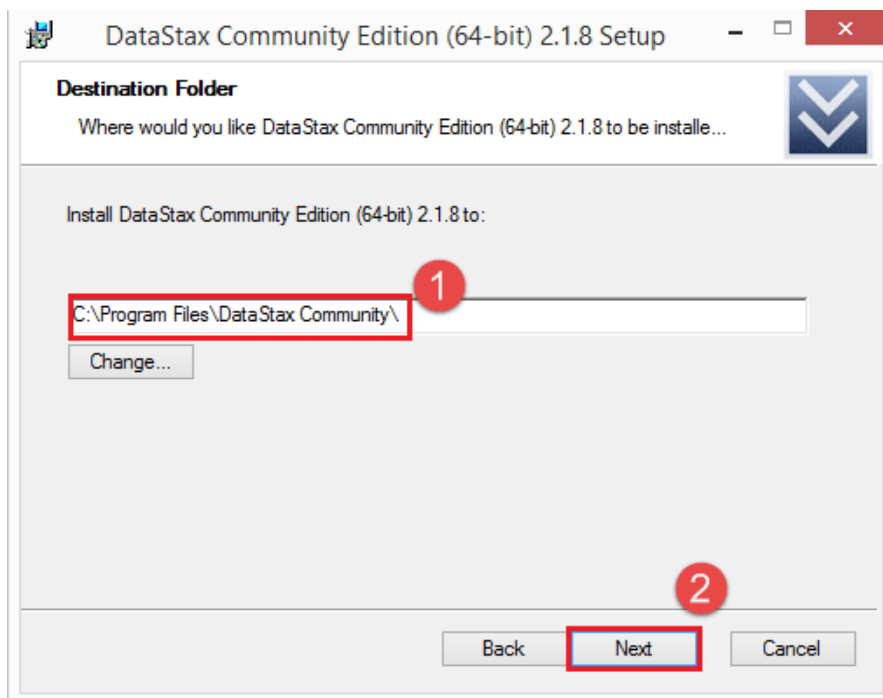 DataStax Community Edition (64-bit) 2.1.8 Setup
Destination Folder
Where would you like DataStax Community Edition (64-bit) 2.1.8 to be installe...
Install DataStax Community Edition (64-bit) 2.1.8 to:
1
C:\Program Files\DataStax Community\
Change...
2
Back Next Cancel